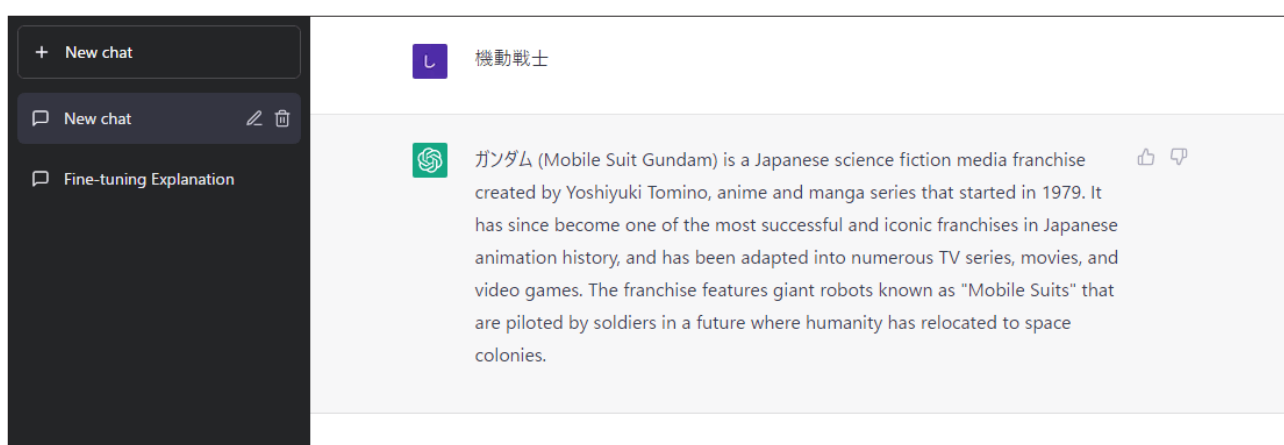 New chat
New chat
Fine-tuning Explanation
し
機動戦士
ガンダム (Mobile Suit Gundam) is a Japanese science fiction media franchise
created by Yoshiyuki Tomino, anime and manga series that started in 1979. It
has since become one of the most successful and iconic franchises in Japanese
animation history, and has been adapted into numerous TV series, movies, and
video games. The franchise features giant robots known as "Mobile Suits" that
are piloted by soldiers in a future where humanity has relocated to space
colonies.